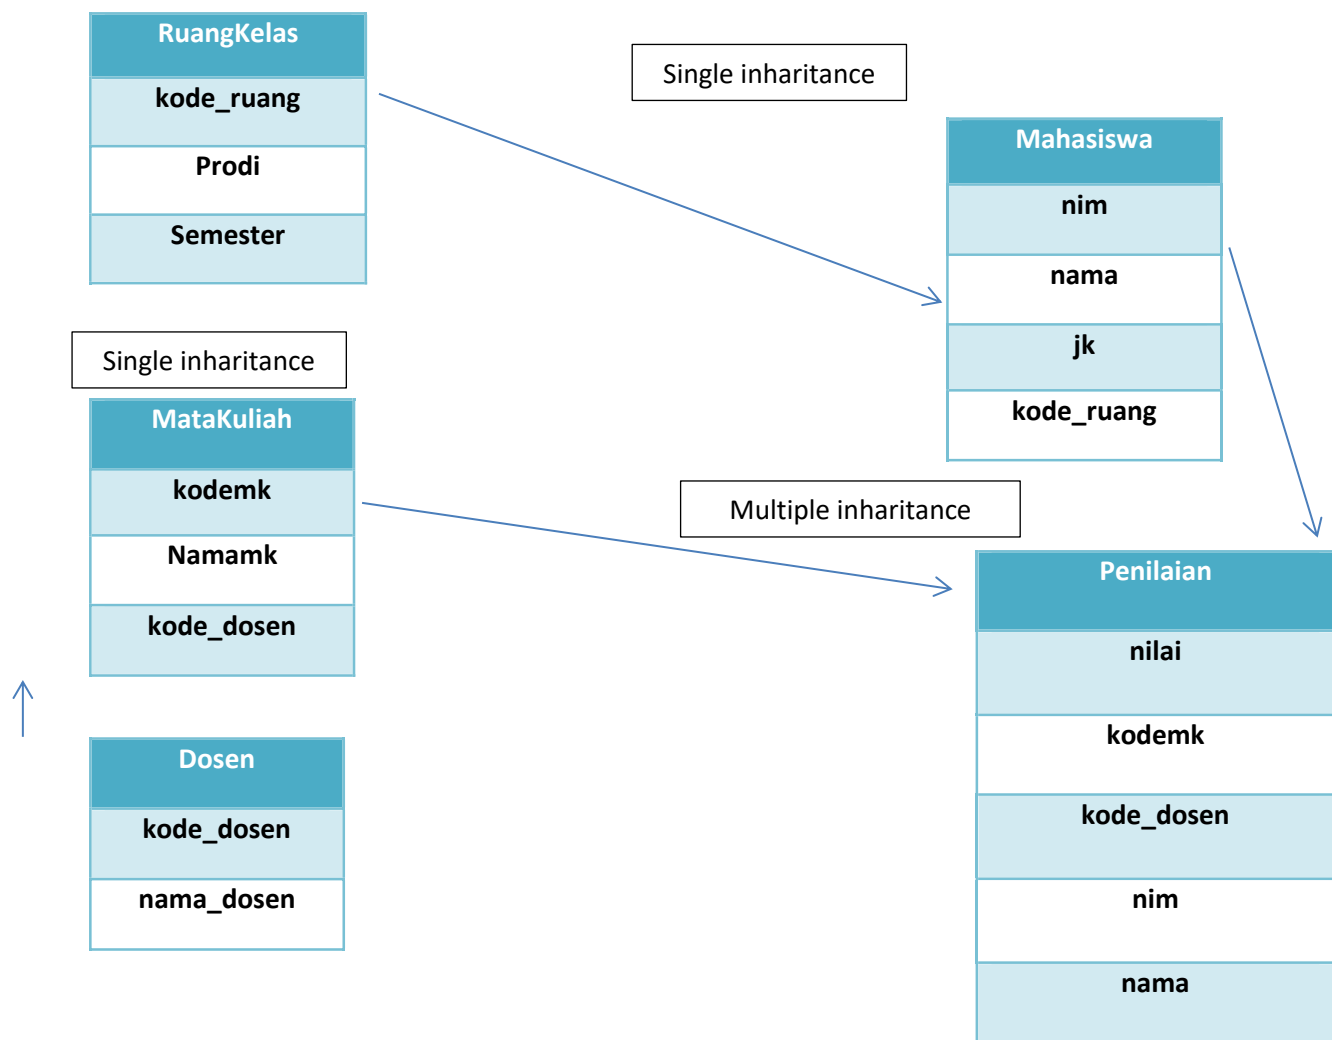 RuangKelas
kode_ruang
Prodi
Semester
Single inharitance
Mahasiswa
nim
nama
jk
kode_ruang
Single inharitance
MataKuliah
kodemk
Namamk
kode_dosen
Multiple inharitance
Dosen
kode_dosen
nama_dosen
Penilaian
nilai
kodemk
kode_dosen
nim
nama